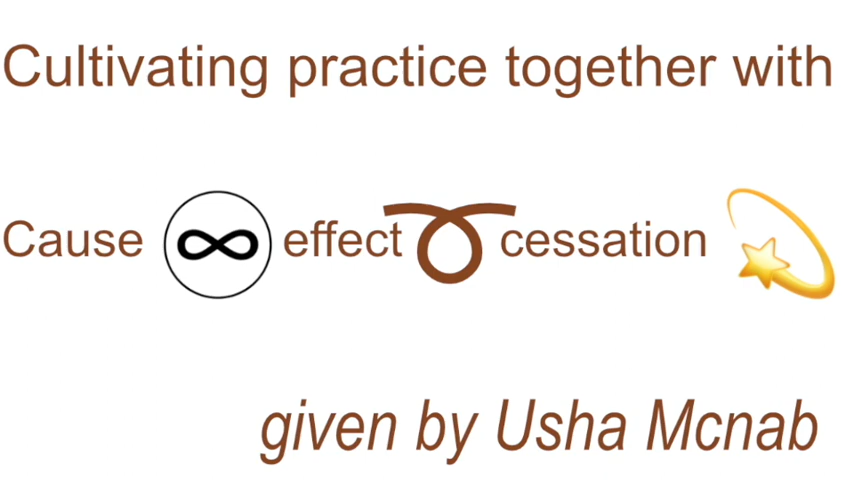 Cultivating practice together with
Cause ♾ effect ➰ cessation 💫
given by Usha Mcnab